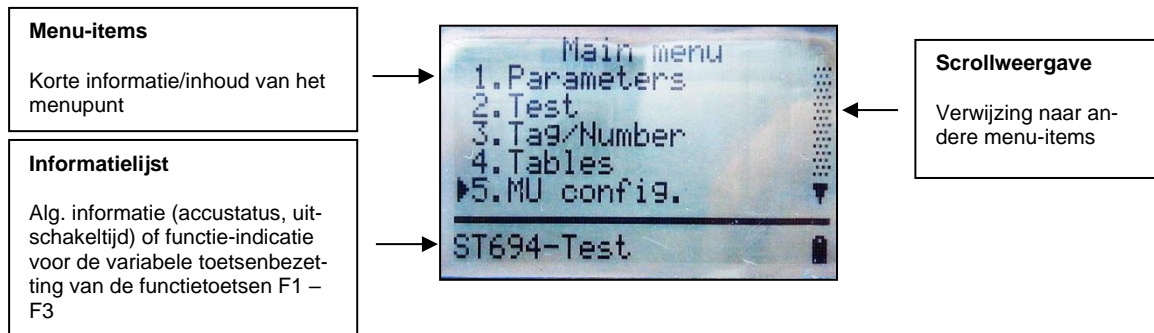 Menu-items
Korte informatie/inhoud van het
menupunt
Informatielijst
Alg. informatie (accustatus, uit-
schakeltijd) of functie-indicatie
voor de variabele toetsenbezet-
ting van de functietoetsen F1 –
F3
Main menu
1.Parameters
2.Test
3.Tag/Number
4.Tables
5.MU config.
ST694-Test
Scrollweergave
Verwijzing naar an-
dere menu-items